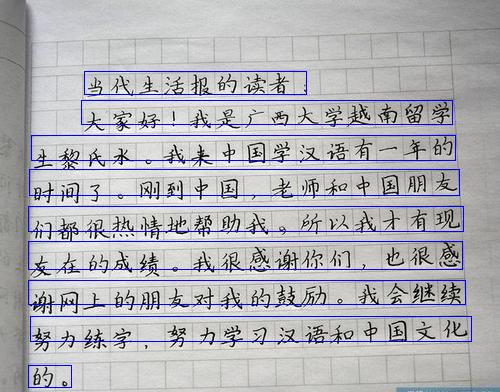 当代生活报的读者：
大家好！我是广西大学越南留学
生黎氏水。我来中国学汉语有一年的
时间了。刚到中国，老师和中国朋友
们都很热情地帮助我。所以我才有现
在的成绩。我很感谢你们，也很感
谢网上的朋友对我的鼓励。我会继续
努力练字，努力学习汉语和中国文化
的。